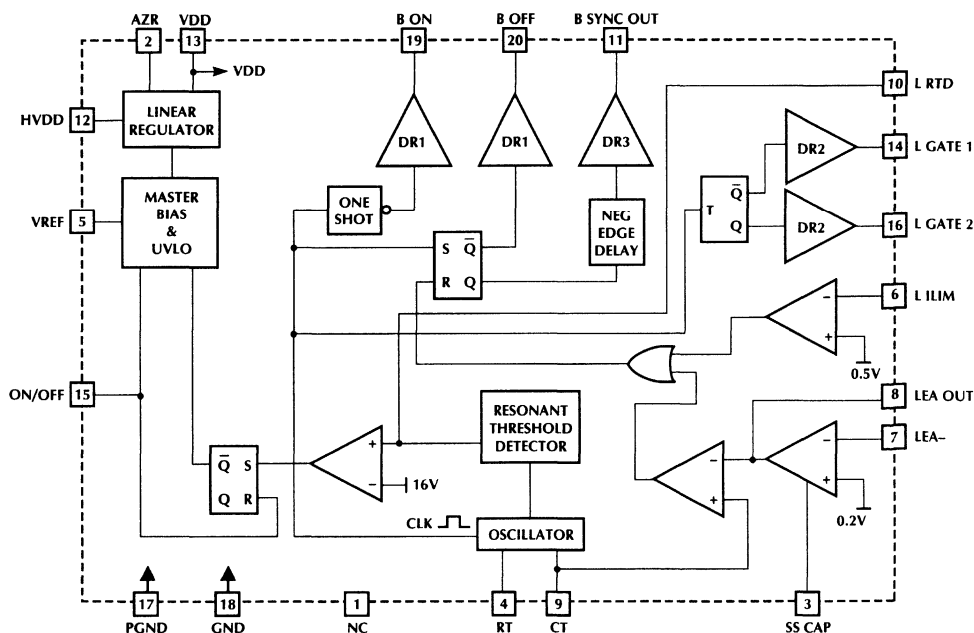 AZR VDD B ON B OFF B SYNC OUT
2 13 19 20 11
VDD
10 L RTD
HVDD 12
LINEAR
REGULATOR
DR1 DR1 DR3
DR2 14 L GATE 1
MASTER
BIAS
&
UVLO
VREF 5
ONE
SHOT
NEG
EDGE
DELAY
T Q̅
Q
DR2 16 L GATE 2
S Q̅
R Q
− 6 L ILIM
+
0.5V
ON/OFF 15
8 LEA OUT
RESONANT
THRESHOLD
DETECTOR
− 7 LEA–
+
0.2V
+
− 16V
−
+
Q̅ S
Q R
CLK OSCILLATOR
17 18 1 4 9 3
PGND GND NC RT CT SS CAP